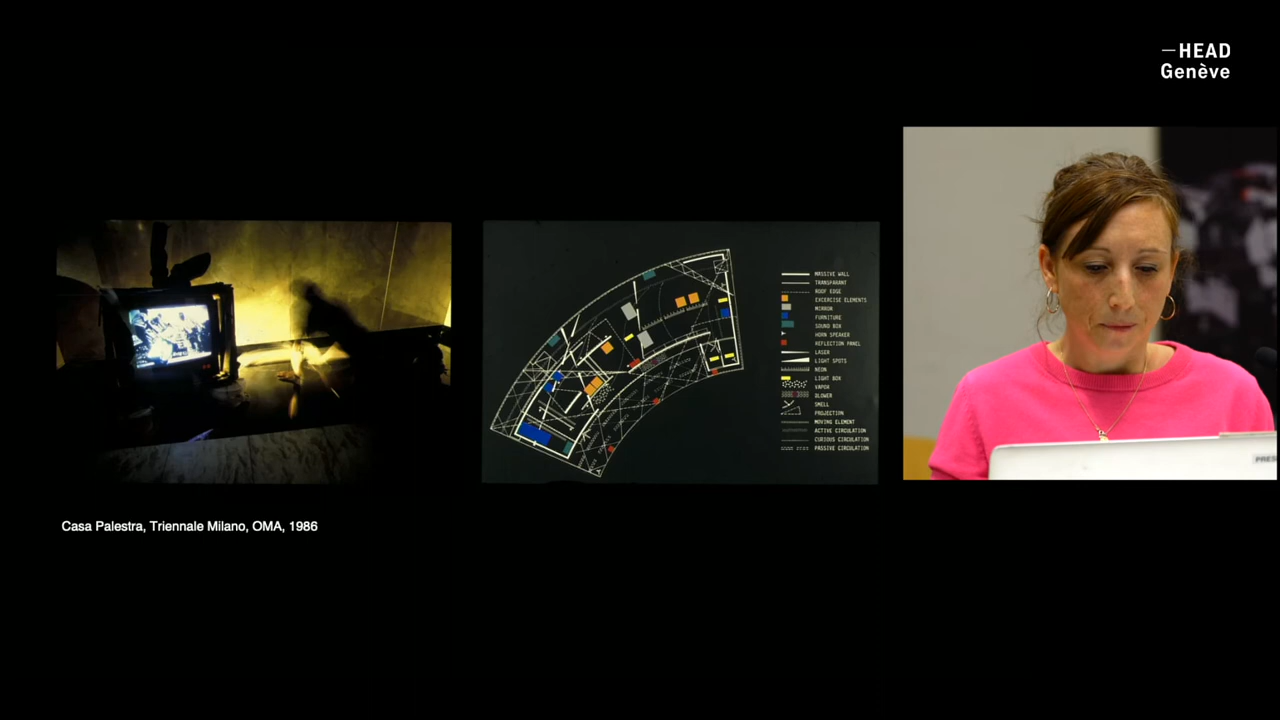 —HEAD
Genève
MASSIVE WALL
TRANSPARANT
ROOF EDGE
EXCERCISE ELEMENTS
MIRROR
FURNITURE
SOUND BOX
HORN SPEAKER
REFLECTION PANEL
LASER
LIGHT SPOTS
NEON
LIGHT BOX
VAPOR
BLOWER
SMELL
PROJECTION
MOVING ELEMENT
ACTIVE CIRCULATION
CURIOUS CIRCULATION
PASSIVE CIRCULATION
PRES
Casa Palestra, Triennale Milano, OMA, 1986